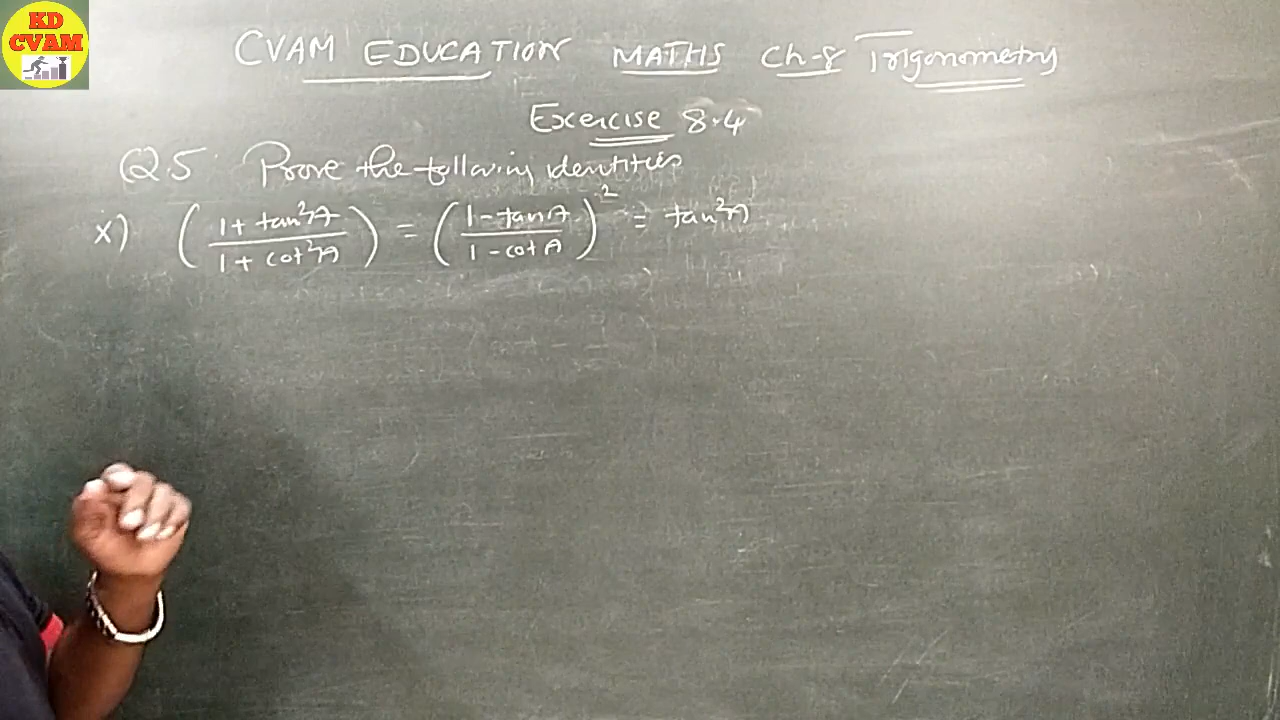 KD
CVAM
CVAM EDUCATION MATHS Ch-8 Trigonometry
Exercise 8.4
Q.5. Prove the following identities
x) ((1 + tan²A)/(1 + cot²A)) = ((1 - tanA)/(1 - cotA))² = tan²A